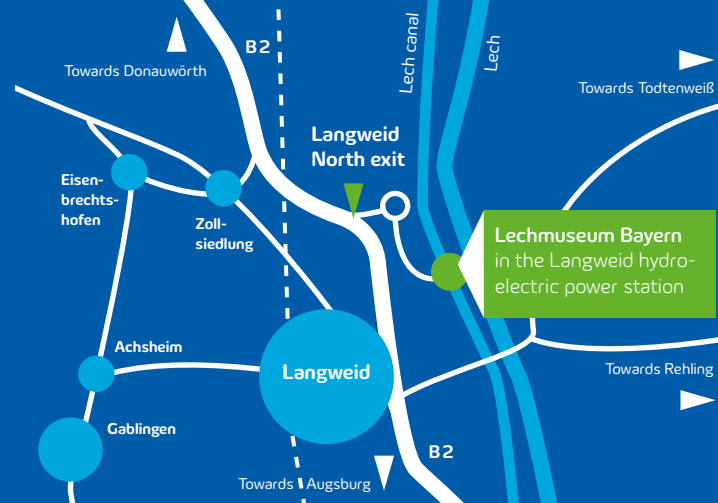 B2
Towards Donauwörth
Lech canal
Lech
Towards Todtenweiß
Langweid
North exit
Eisen-
brechts-
hofen
Zoll-
siedlung
Lechmuseum Bayern
in the Langweid hydro-
electric power station
Achsheim
Langweid
Towards Rehling
Gablingen
B2
Towards Augsburg